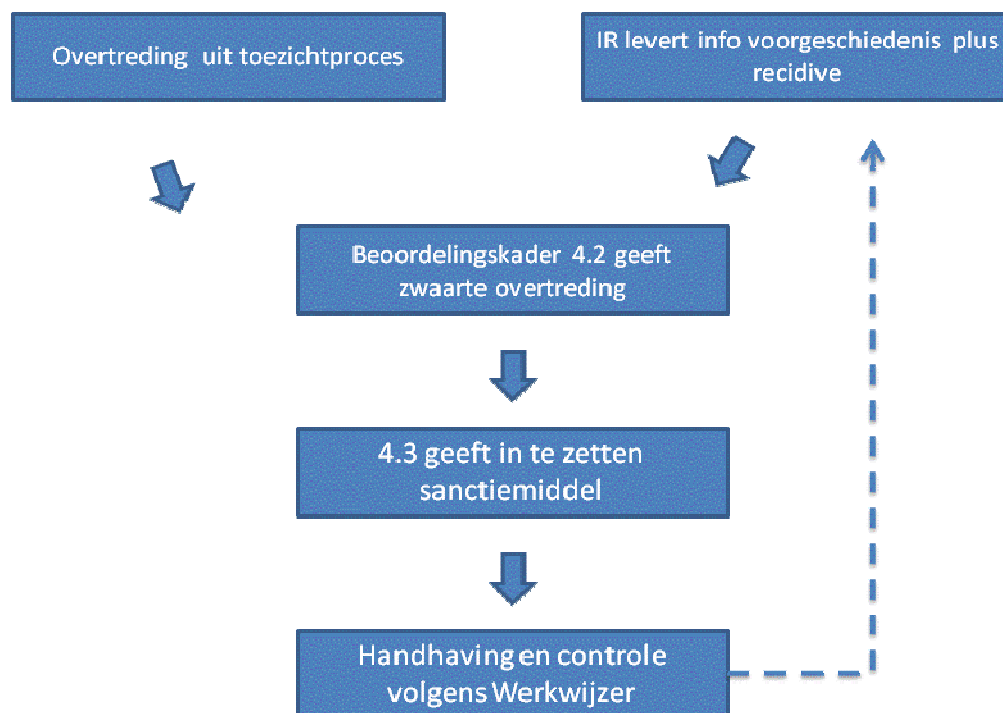 Overtreding uit toezichtproces
IR levert info voorgeschiedenis plus
recidive
Beoordelingskader 4.2 geeft
zwaarte overtreding
4.3 geeft in te zetten
sanctiemiddel
Handhaving en controle
volgens Werkwijzer